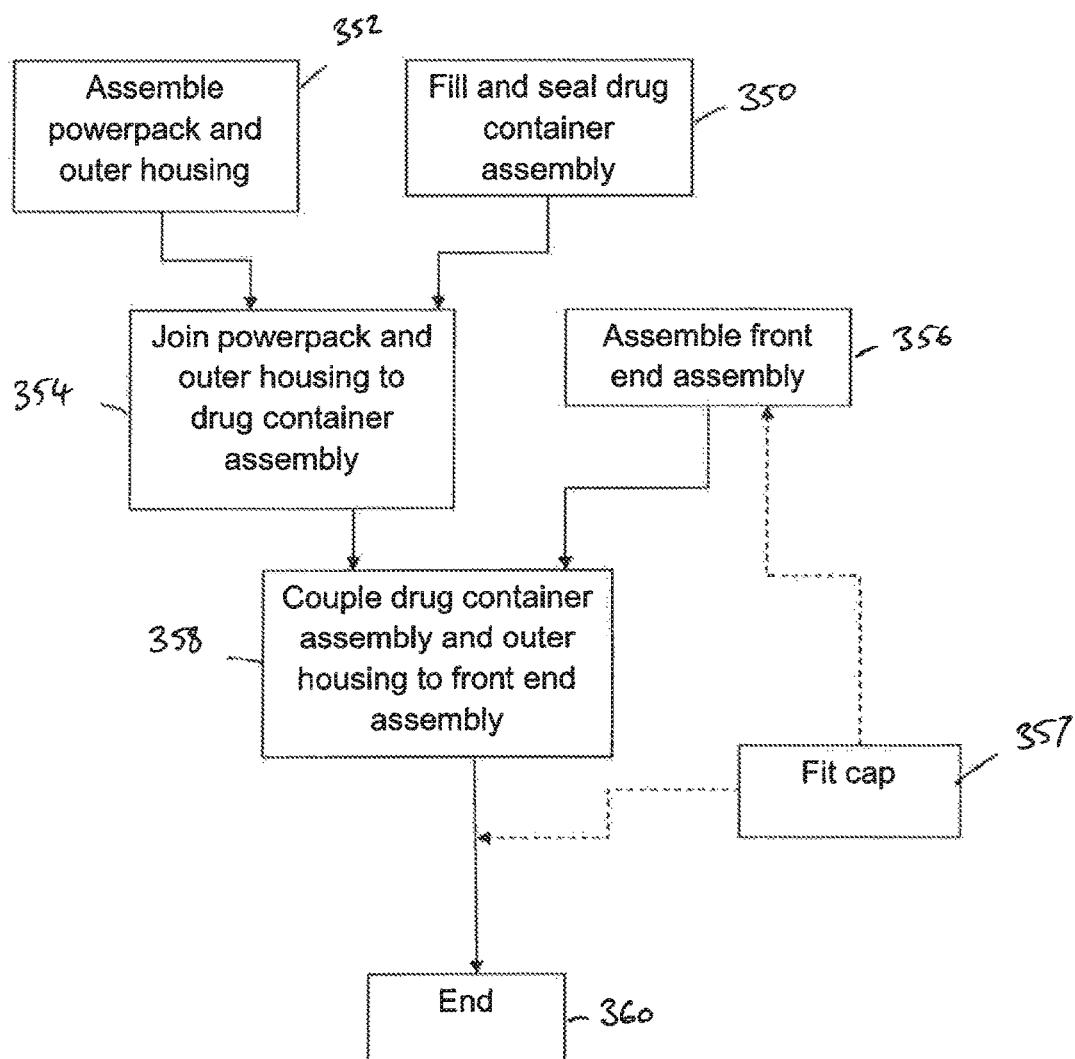 352
Assemble
powerpack and
outer housing
Fill and seal drug
container
assembly
350
Join powerpack and
outer housing to
drug container
assembly
354
Assemble front
end assembly
356
Couple drug container
assembly and outer
housing to front end
assembly
358
Fit cap
357
End
360